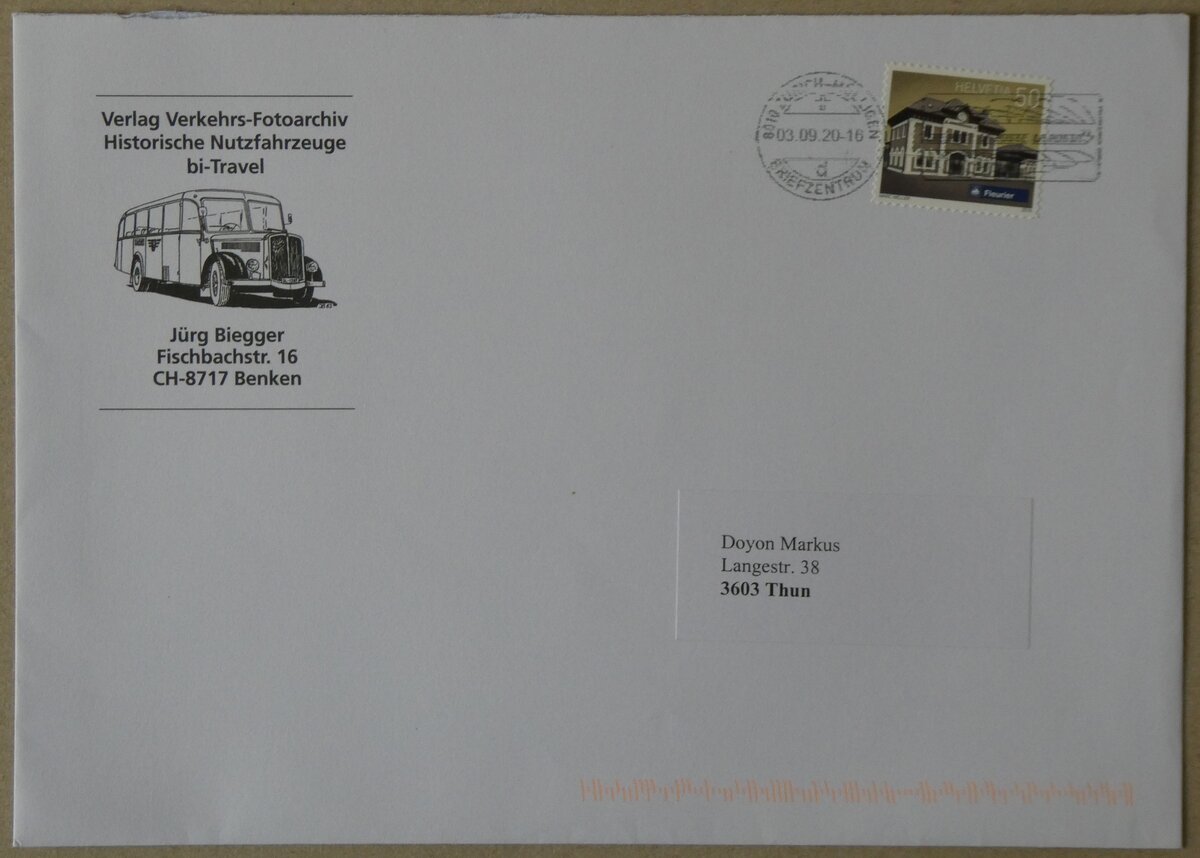 Verlag Verkehrs-Fotoarchiv
Historische Nutzfahrzeuge
bi-Travel
Jürg Biegger
Fischbachstr. 16
CH-8717 Benken
8010
03.09.20-16
d
BRIEFZENTRUM
HELVETIA 50
Fleurier
Doyon Markus
Langestr. 38
3603 Thun